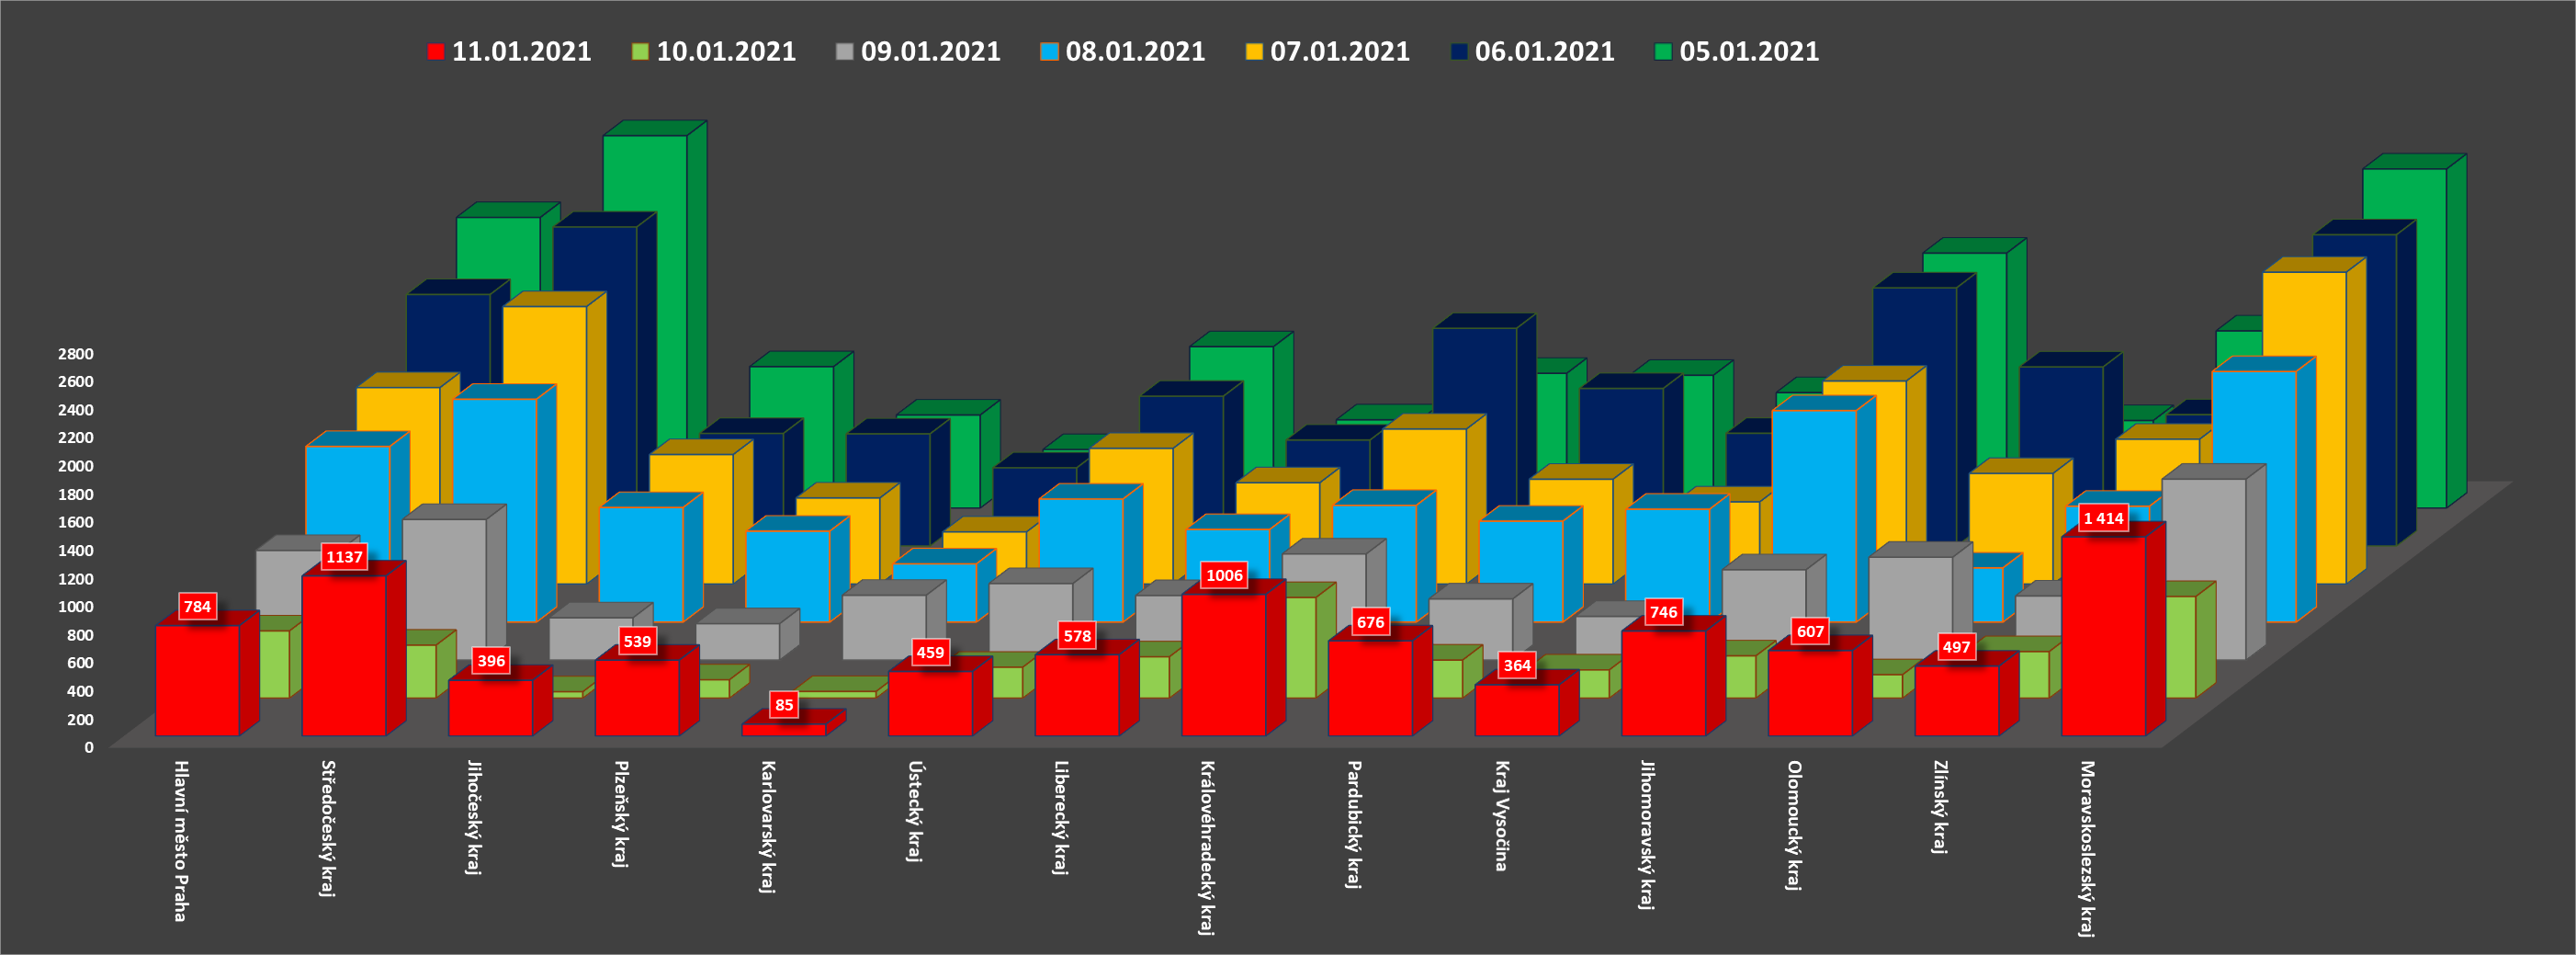 11.01.2021 10.01.2021 09.01.2021 08.01.2021 07.01.2021 06.01.2021 05.01.2021
2800
2600
2400
2200
2000
1800
1600
1400
1200
1000
800
600
400
200
0
784
1137
396
539
85
459
578
1006
676
364
746
607
497
1 414
Hlavní město Praha
Středočeský kraj
Jihočeský kraj
Plzeňský kraj
Karlovarský kraj
Ústecký kraj
Liberecký kraj
Královéhradecký kraj
Pardubický kraj
Kraj Vysočina
Jihomoravský kraj
Olomoucký kraj
Zlínský kraj
Moravskoslezský kraj